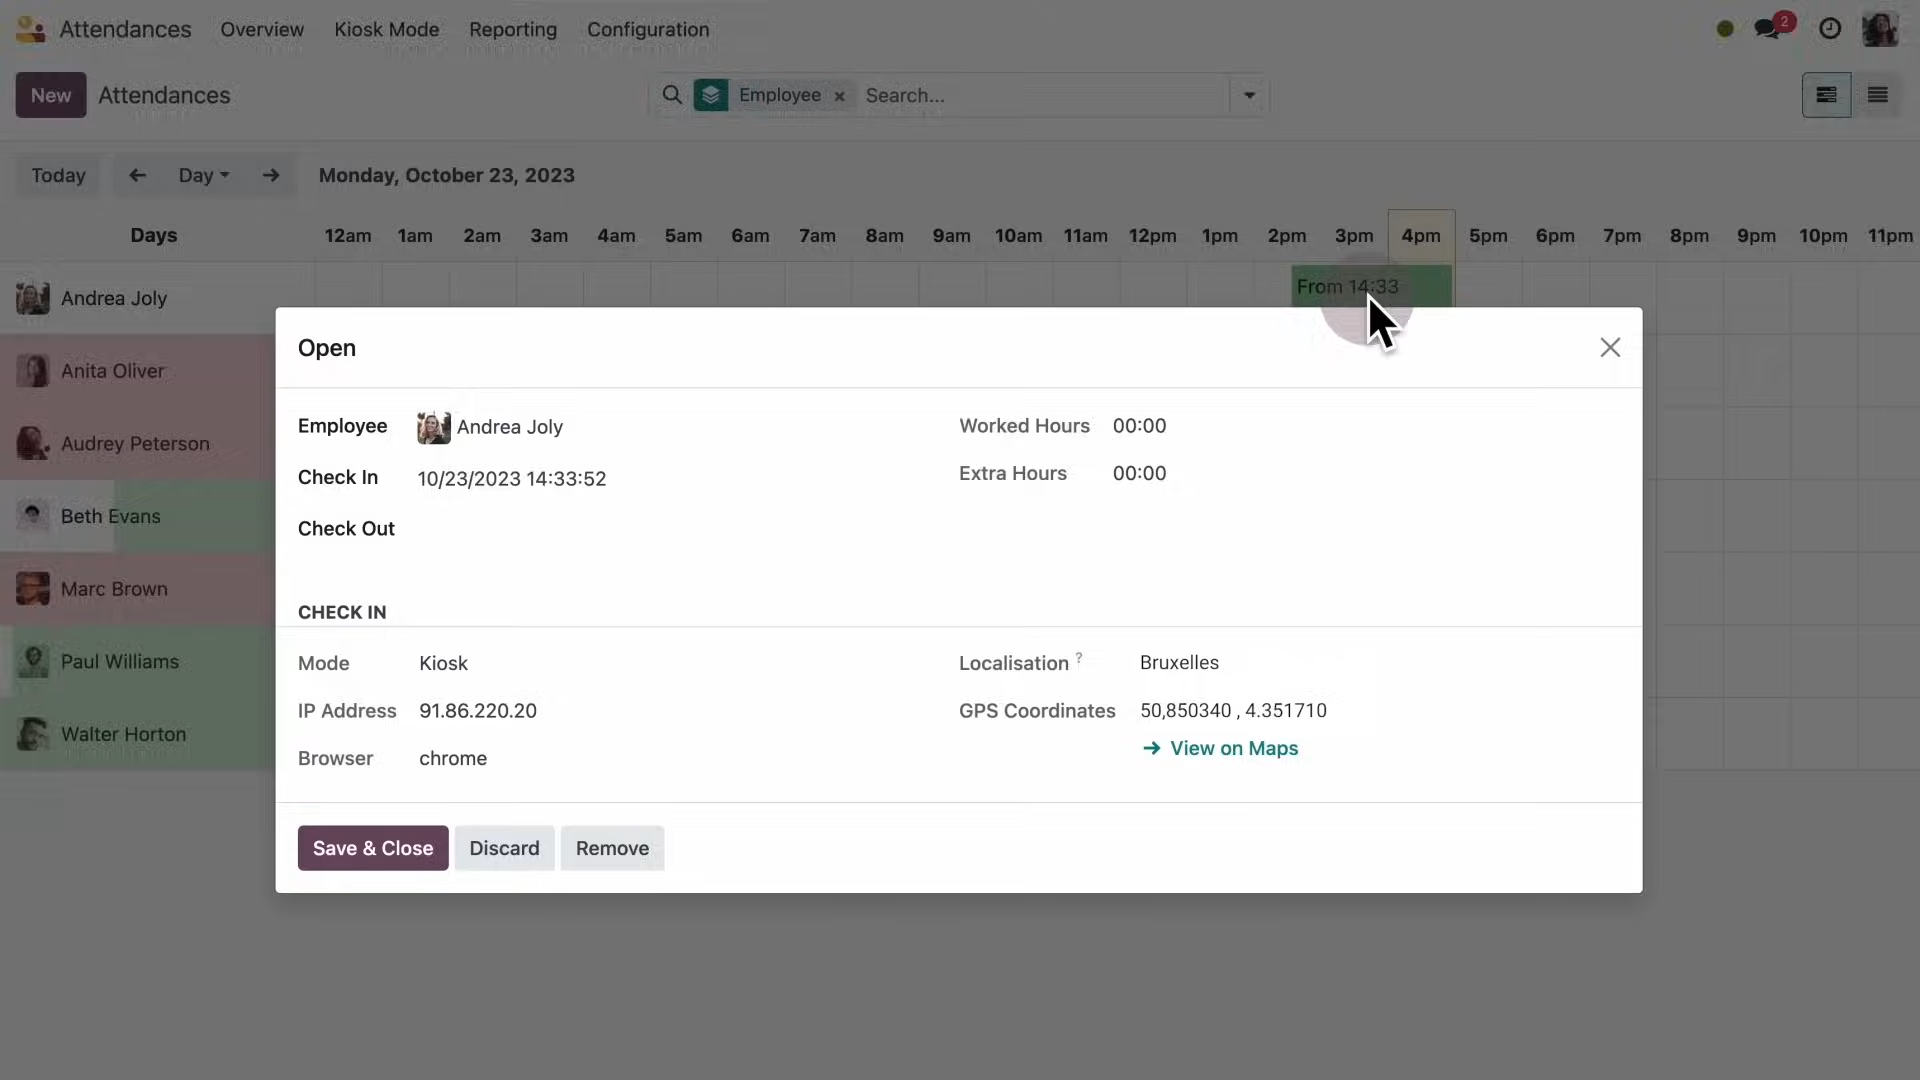 Attendances Overview Kiosk Mode Reporting Configuration 2
New Attendances Employee × Search...
Today ← Day → Monday, October 23, 2023
Days 12am 1am 2am 3am 4am 5am 6am 7am 8am 9am 10am 11am 12pm 1pm 2pm 3pm 4pm 5pm 6pm 7pm 8pm 9pm 10pm 11pm
Andrea Joly From 14:33
Open
Anita Oliver
Employee Andrea Joly Worked Hours 00:00
Audrey Peterson
Check In 10/23/2023 14:33:52 Extra Hours 00:00
Beth Evans
Check Out
Marc Brown
CHECK IN
Paul Williams
Mode Kiosk Localisation ? Bruxelles
IP Address 91.86.220.20 GPS Coordinates 50,850340 , 4.351710
Walter Horton
→ View on Maps
Browser chrome
Save & Close Discard Remove